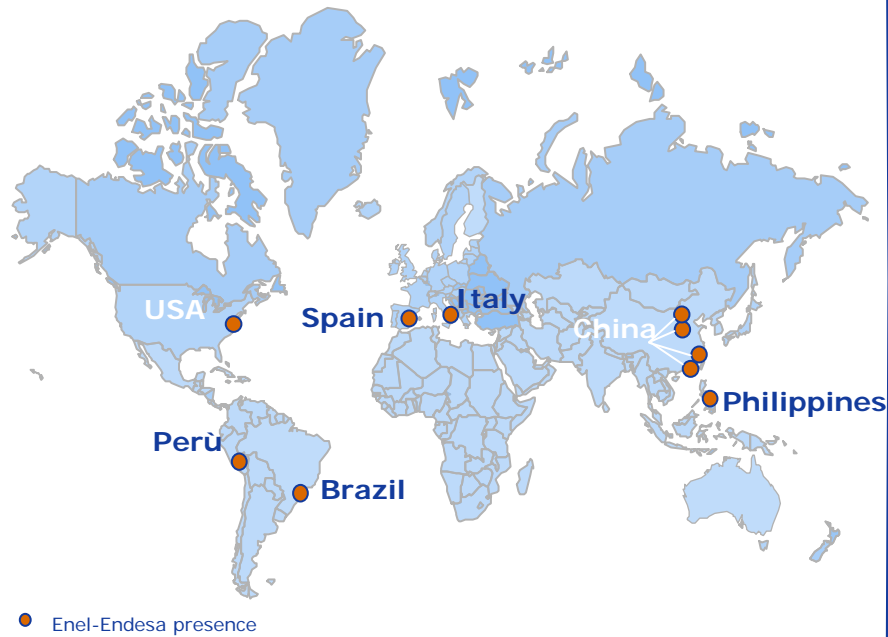 Italy
USA
Spain
China
Philippines
Perù
Brazil
Enel-Endesa presence